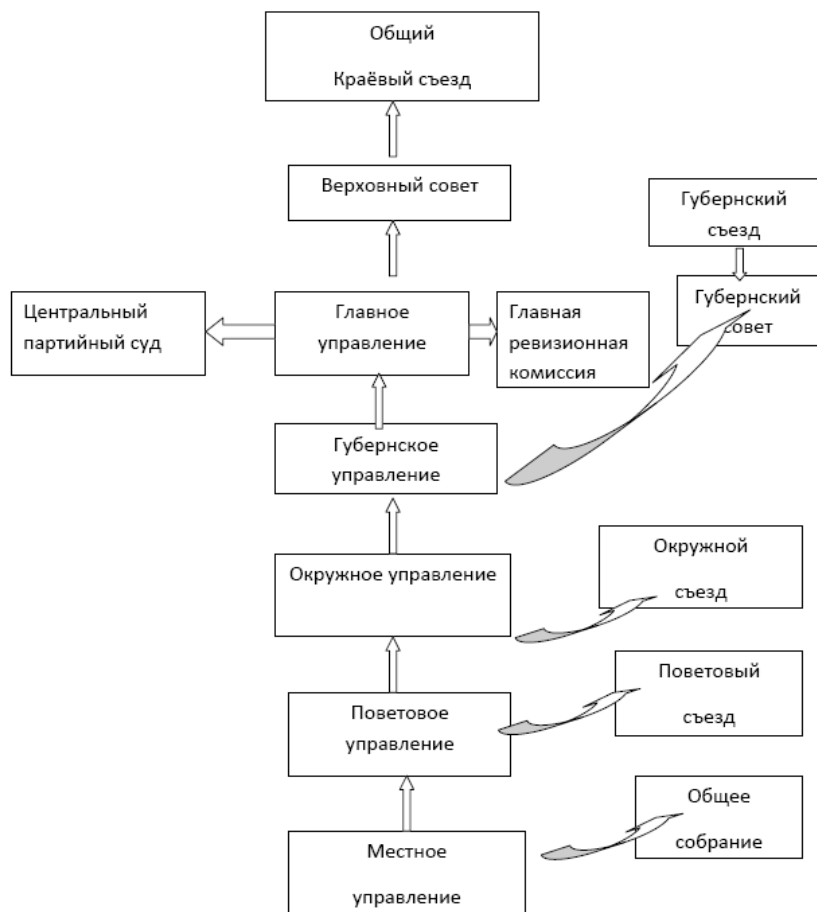 Общий
Краёвый съезд
Верховный совет
Губернский
съезд
Центральный
партийный суд
Главное
управление
Главная
ревизионная
комиссия
Губернский
совет
Губернское
управление
Окружное управление
Окружной
съезд
Поветовое
управление
Поветовый
съезд
Местное
управление
Общее
собрание